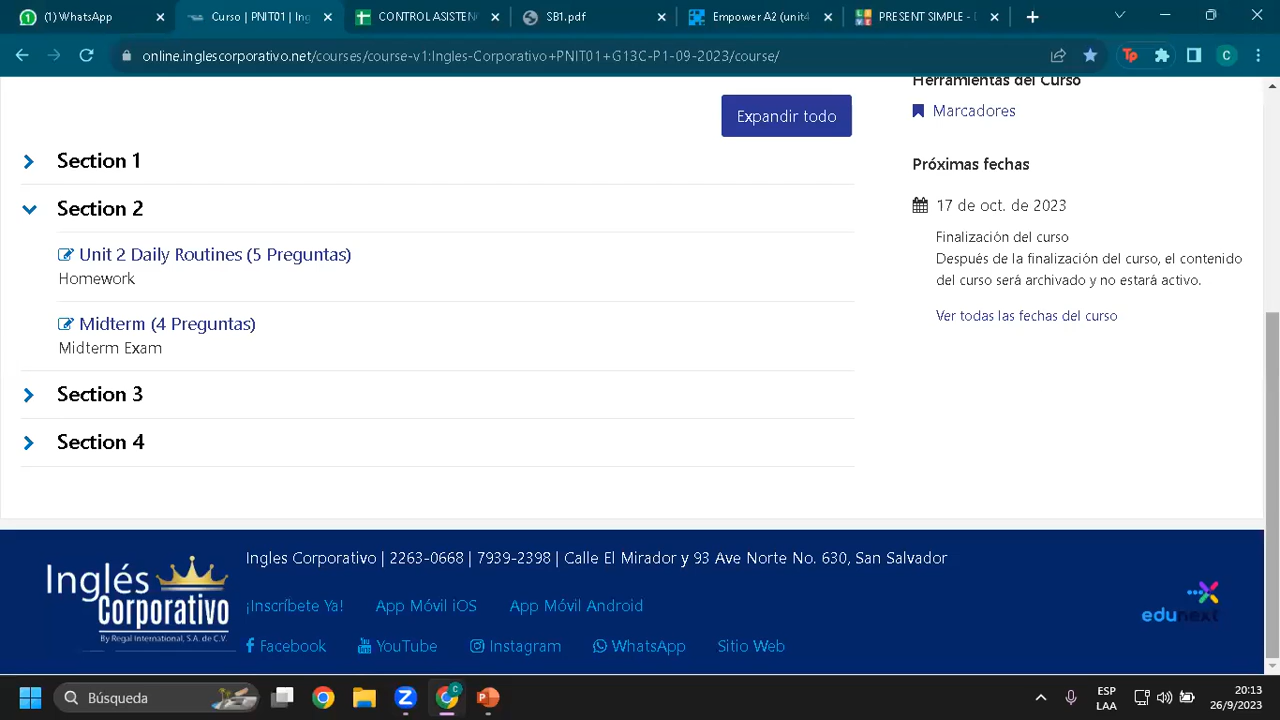 (1) WhatsApp
Curso | PNIT01 | Ing
CONTROL ASISTEN
SB1.pdf
Empower A2 (unit4
PRESENT SIMPLE -
online.inglescorporativo.net/courses/course-v1:Ingles-Corporativo+PNIT01+G13C-P1-09-2023/course/
Tp
C
Herramientas del Curso
Marcadores
Expandir todo
Section 1
Próximas fechas
17 de oct. de 2023
Finalización del curso
Después de la finalización del curso, el contenido
del curso será archivado y no estará activo.
Ver todas las fechas del curso
Section 2
Unit 2 Daily Routines (5 Preguntas)
Homework
Midterm (4 Preguntas)
Midterm Exam
Section 3
Section 4
Inglés
Corporativo
By Regal International, S.A. de C.V.
Ingles Corporativo | 2263-0668 | 7939-2398 | Calle El Mirador y 93 Ave Norte No. 630, San Salvador
¡Inscríbete Ya! App Móvil iOS App Móvil Android
Facebook YouTube Instagram WhatsApp Sitio Web
edunext
Búsqueda
ESP
LAA
20:13
26/9/2023